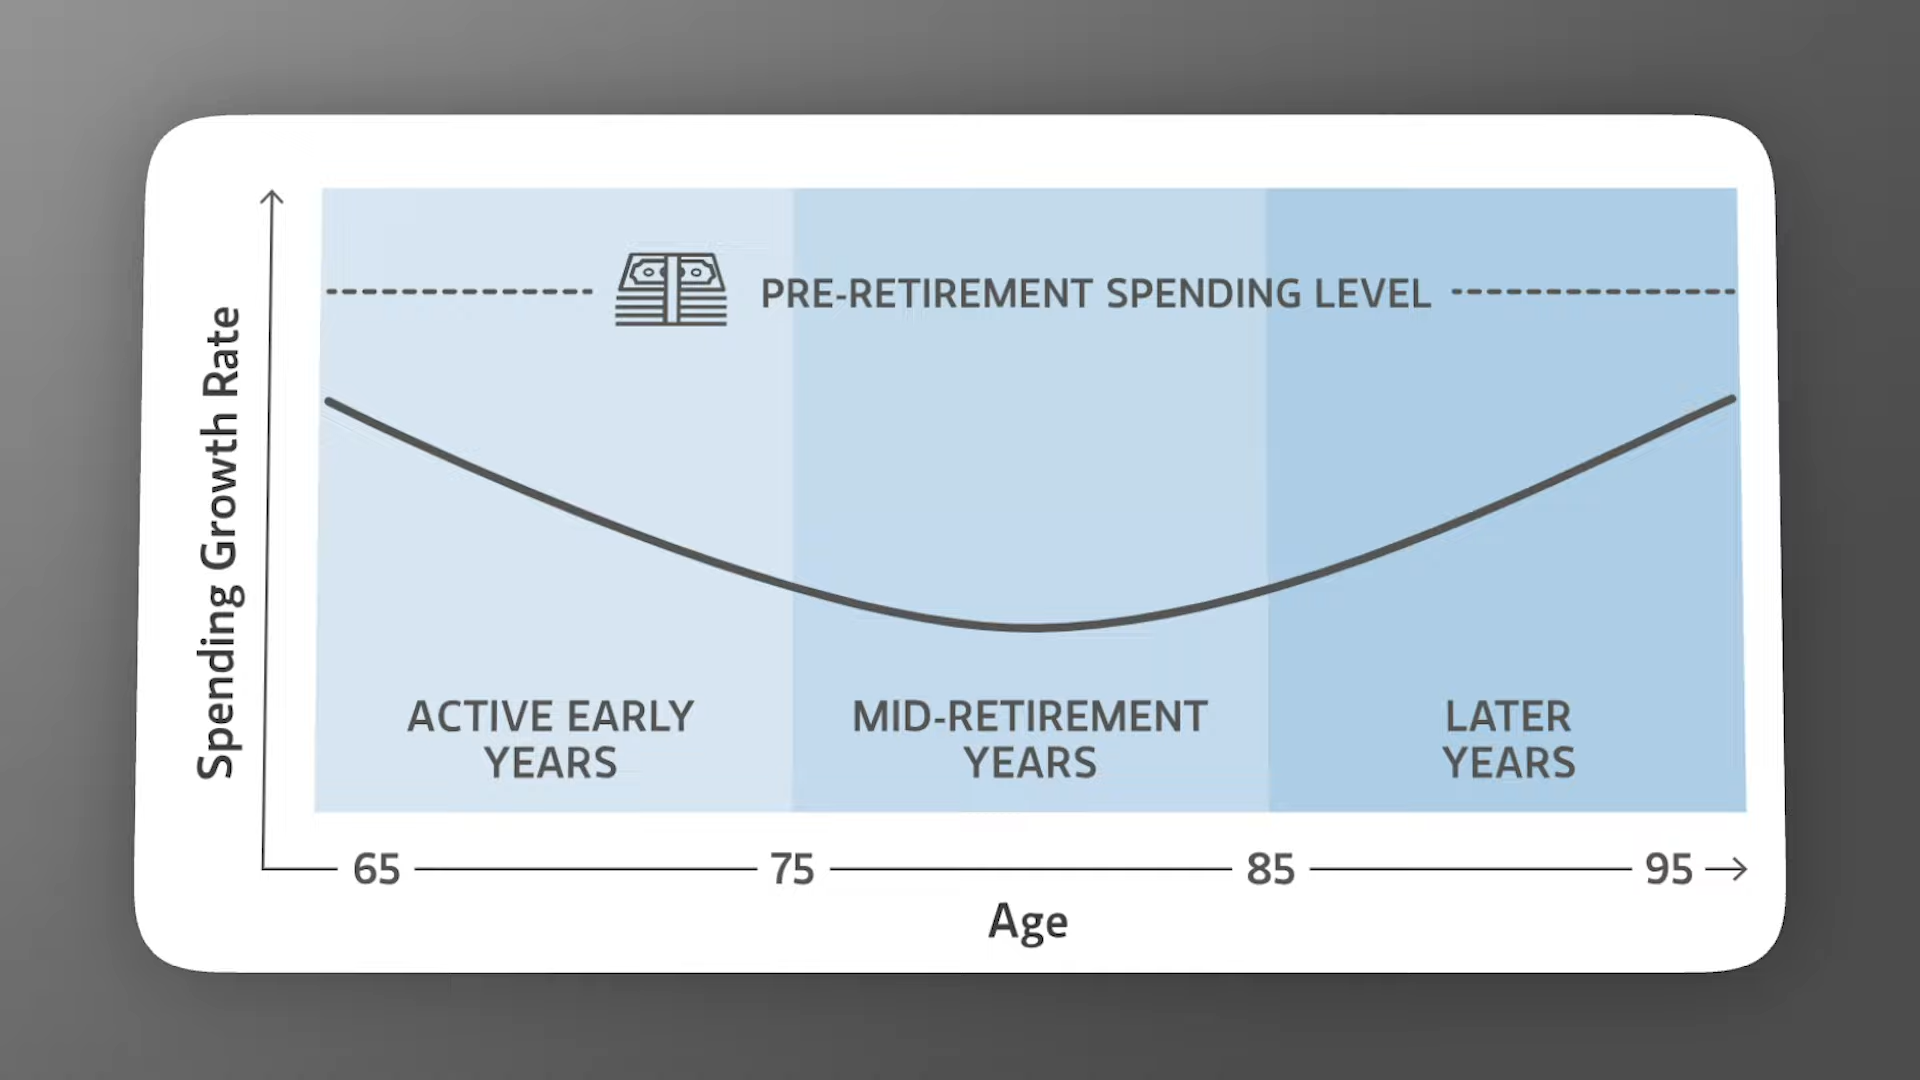 PRE-RETIREMENT SPENDING LEVEL
Spending Growth Rate
ACTIVE EARLY
YEARS
MID-RETIREMENT
YEARS
LATER
YEARS
65
75
85
95
Age